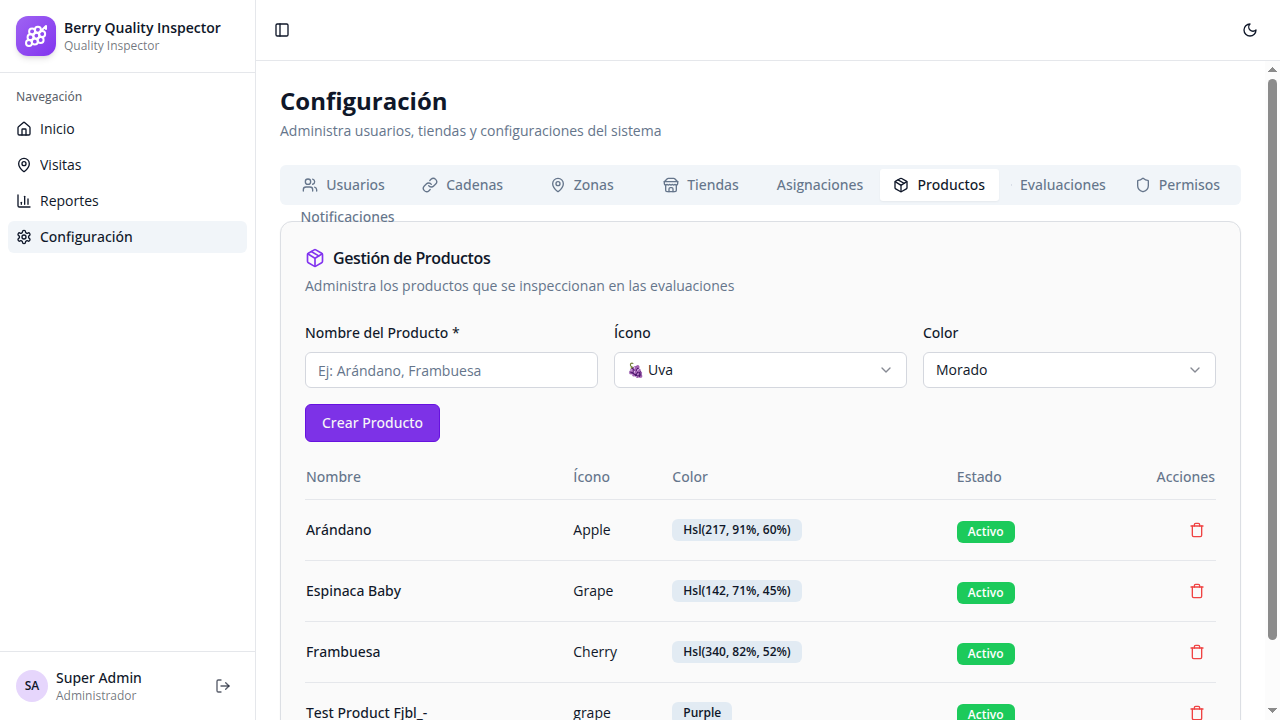 Berry Quality Inspector
Quality Inspector
Navegación
Inicio
Visitas
Reportes
Configuración
SA
Super Admin
Administrador
Configuración
Administra usuarios, tiendas y configuraciones del sistema
Usuarios Cadenas Zonas Tiendas Asignaciones Productos Evaluaciones Permisos
Notificaciones
Gestión de Productos
Administra los productos que se inspeccionan en las evaluaciones
Nombre del Producto * Ícono Color
Ej: Arándano, Frambuesa Uva Morado
Crear Producto
Nombre Ícono Color Estado Acciones
Arándano Apple Hsl(217, 91%, 60%) Activo
Espinaca Baby Grape Hsl(142, 71%, 45%) Activo
Frambuesa Cherry Hsl(340, 82%, 52%) Activo
Test Product Fjbl_- grape Purple Activo